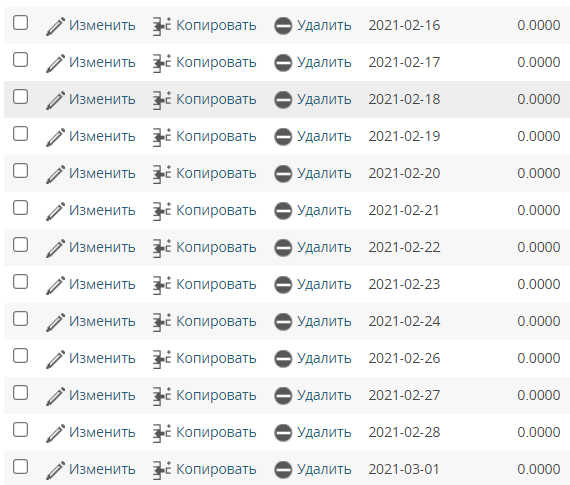 Изменить Копировать Удалить 2021-02-16 0.0000
Изменить Копировать Удалить 2021-02-17 0.0000
Изменить Копировать Удалить 2021-02-18 0.0000
Изменить Копировать Удалить 2021-02-19 0.0000
Изменить Копировать Удалить 2021-02-20 0.0000
Изменить Копировать Удалить 2021-02-21 0.0000
Изменить Копировать Удалить 2021-02-22 0.0000
Изменить Копировать Удалить 2021-02-23 0.0000
Изменить Копировать Удалить 2021-02-24 0.0000
Изменить Копировать Удалить 2021-02-26 0.0000
Изменить Копировать Удалить 2021-02-27 0.0000
Изменить Копировать Удалить 2021-02-28 0.0000
Изменить Копировать Удалить 2021-03-01 0.0000